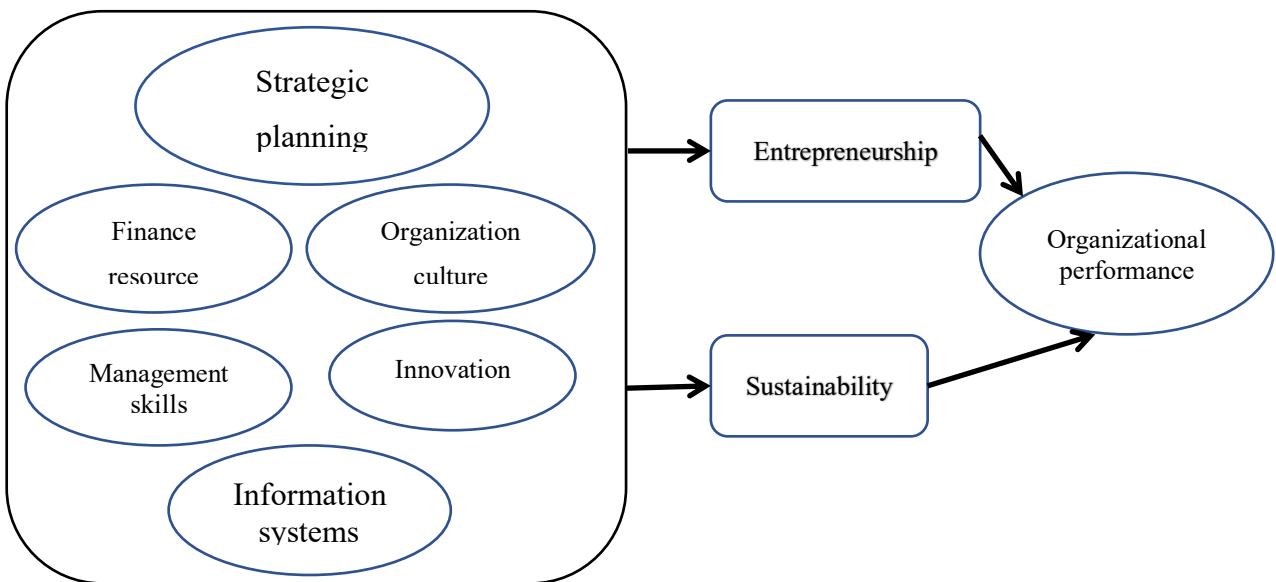 Strategic
planning
Finance
resource
Organization
culture
Management
skills
Innovation
Information
systems
Entrepreneurship
Sustainability
Organizational
performance